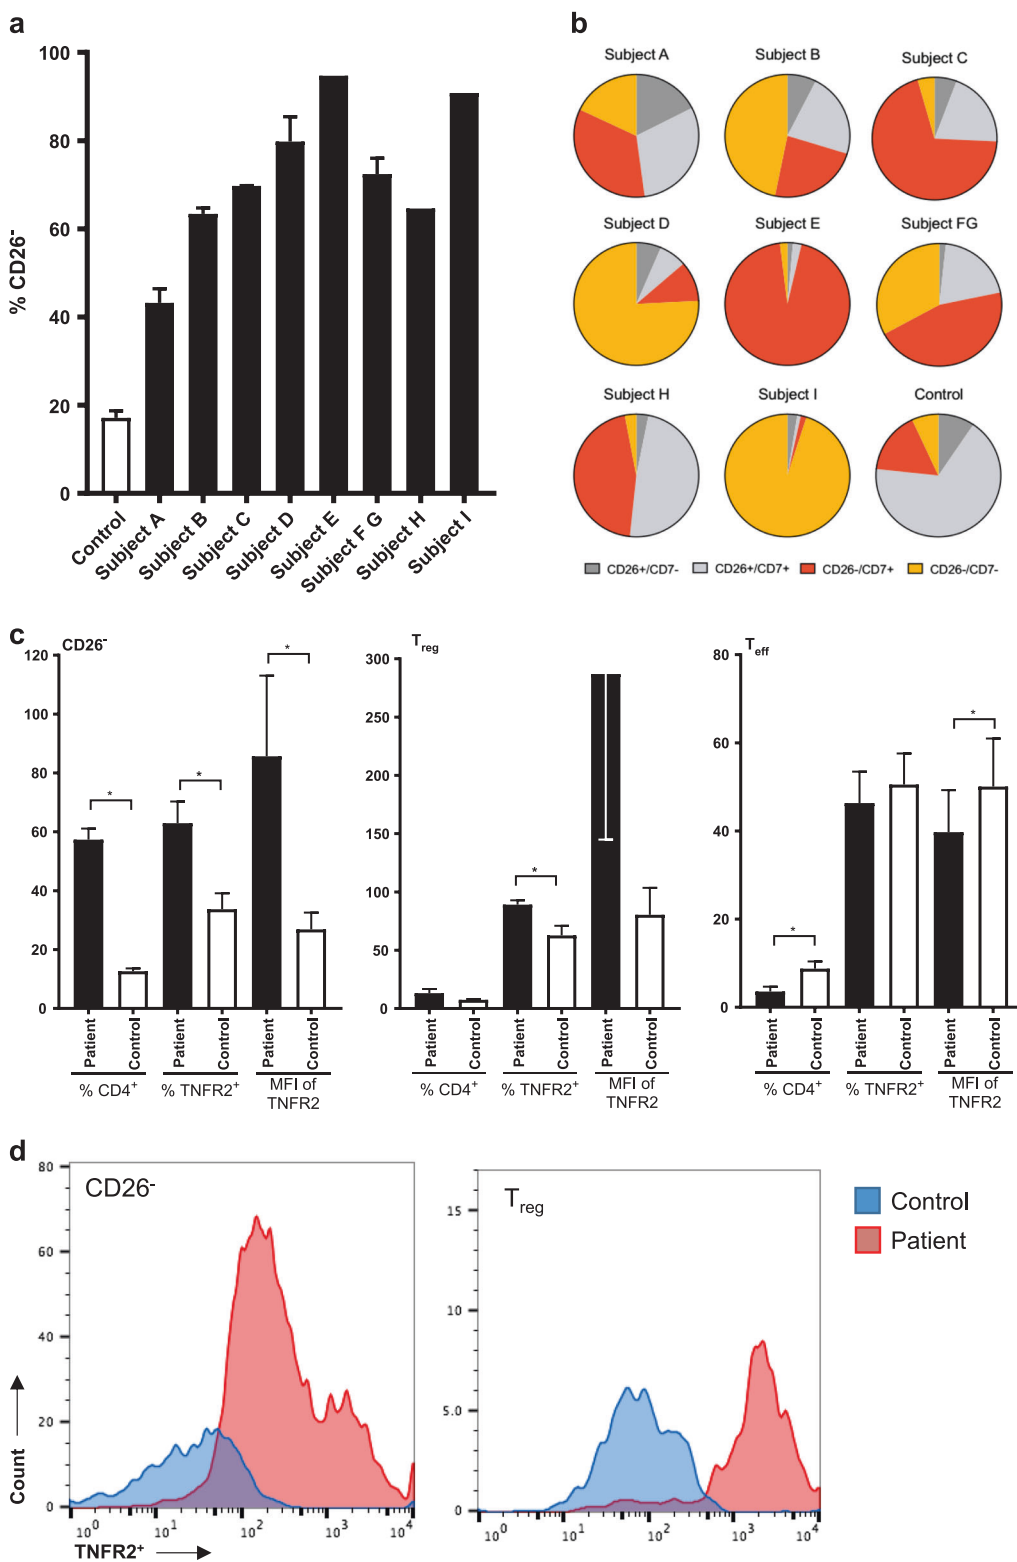 a
% CD26-
100
80
60
40
20
0
Control
Subject A
Subject B
Subject C
Subject D
Subject E
Subject F G
Subject H
Subject I
b
Subject A
Subject B
Subject C
Subject D
Subject E
Subject FG
Subject H
Subject I
Control
CD26+/CD7- CD26+/CD7+ CD26-/CD7+ CD26-/CD7-
c
CD26-
120
100
80
60
40
20
0
*
*
*
Patient
Control
Patient
Control
Patient
Control
% CD4+
% TNFR2+
MFI of
TNFR2
Treg
300
250
200
150
100
50
0
*
Patient
Control
Patient
Control
Patient
Control
% CD4+
% TNFR2+
MFI of
TNFR2
Teff
80
60
40
20
0
*
*
Patient
Control
Patient
Control
Patient
Control
% CD4+
% TNFR2+
MFI of
TNFR2
d
CD26-
80
60
40
20
0
Count
10^0 10^1 10^2 10^3 10^4
TNFR2+
Treg
15
10
5.0
0
10^0 10^1 10^2 10^3 10^4
Control
Patient